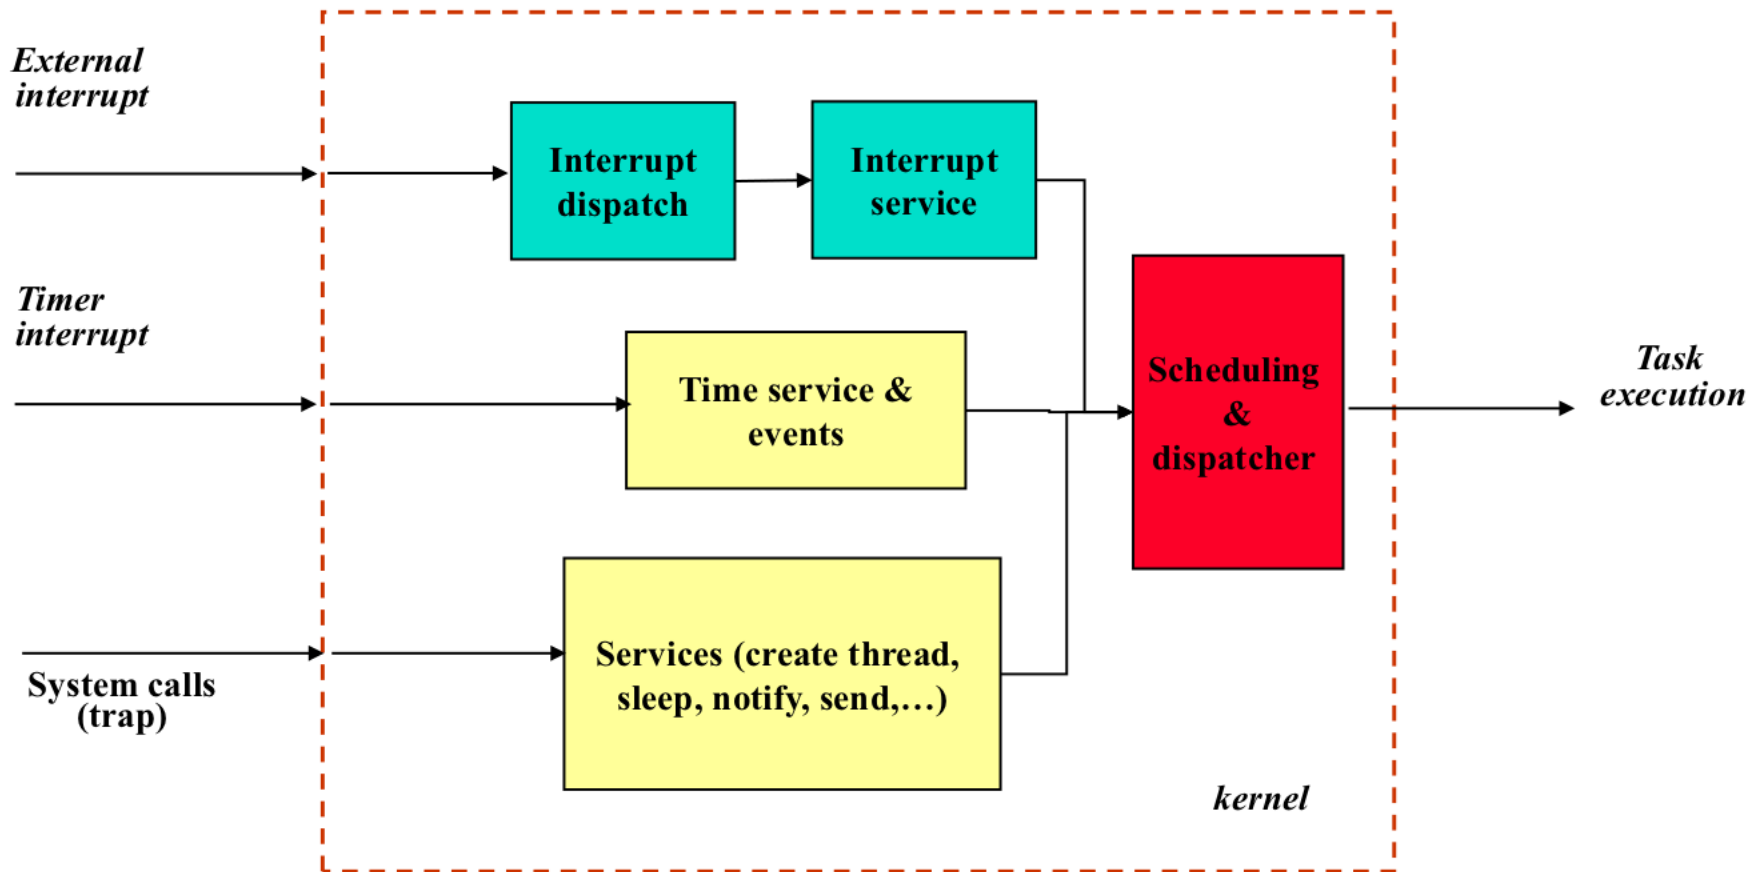 External
interrupt
Interrupt
dispatch
Interrupt
service
Timer
interrupt
Time service &
events
Scheduling
&
dispatcher
Task
execution
System calls
(trap)
Services (create thread,
sleep, notify, send,…)
kernel